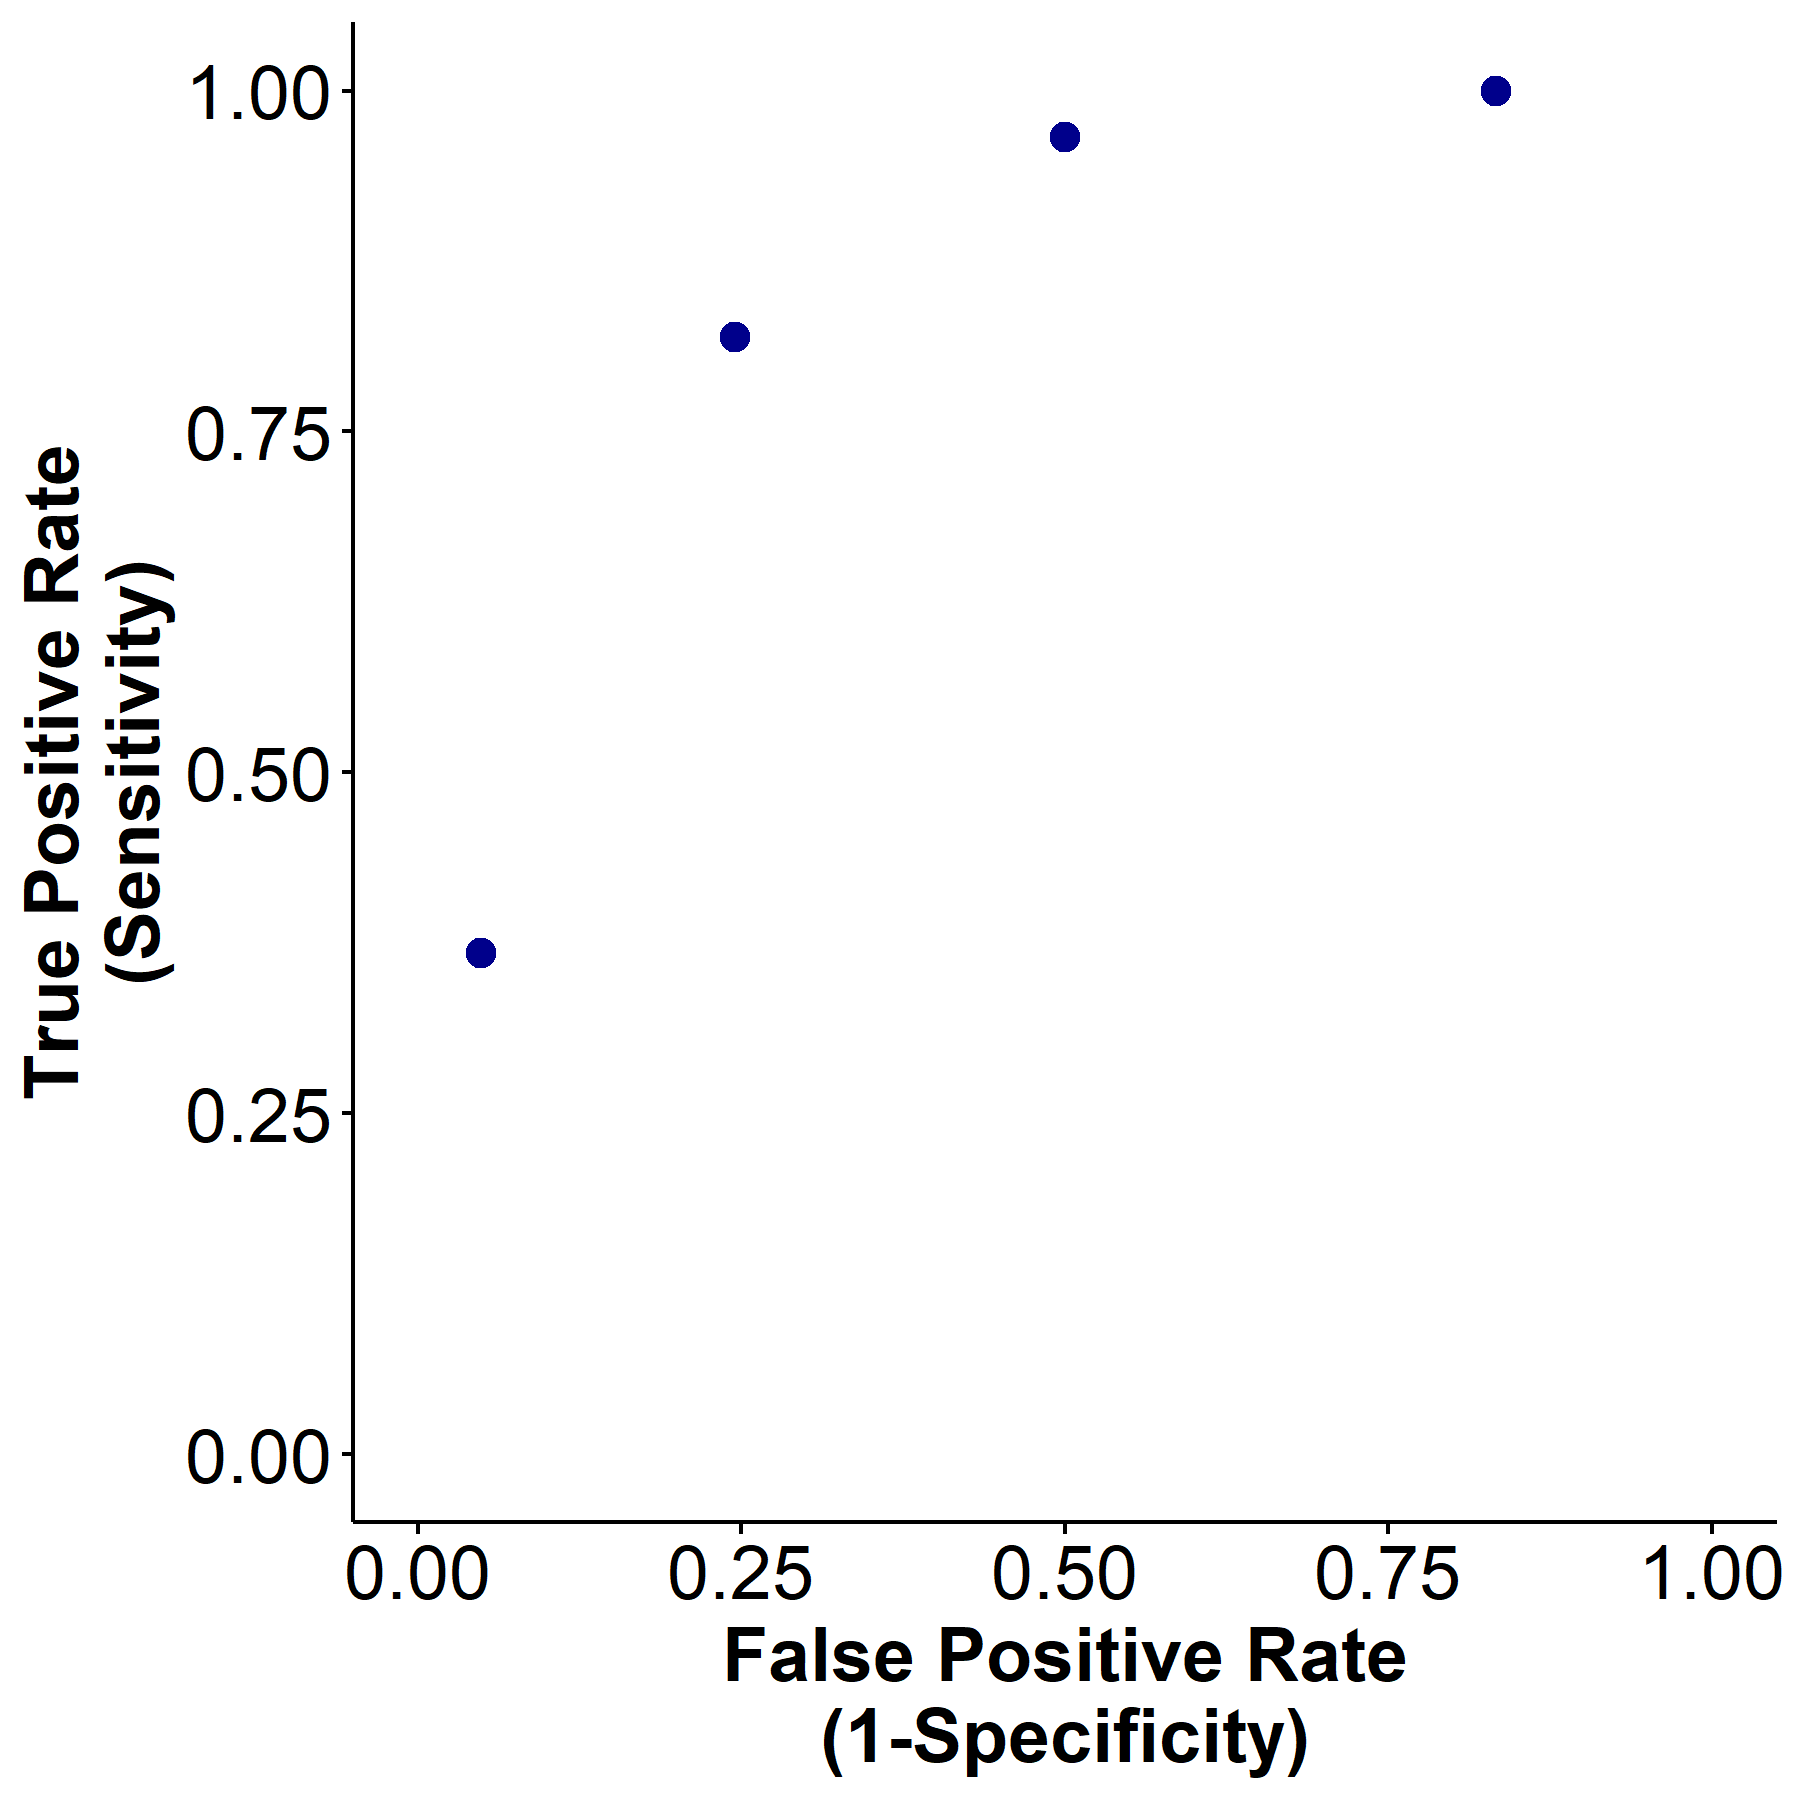 True Positive Rate
(Sensitivity)
1.00
0.75
0.50
0.25
0.00
0.00 0.25 0.50 0.75 1.00
False Positive Rate
(1-Specificity)